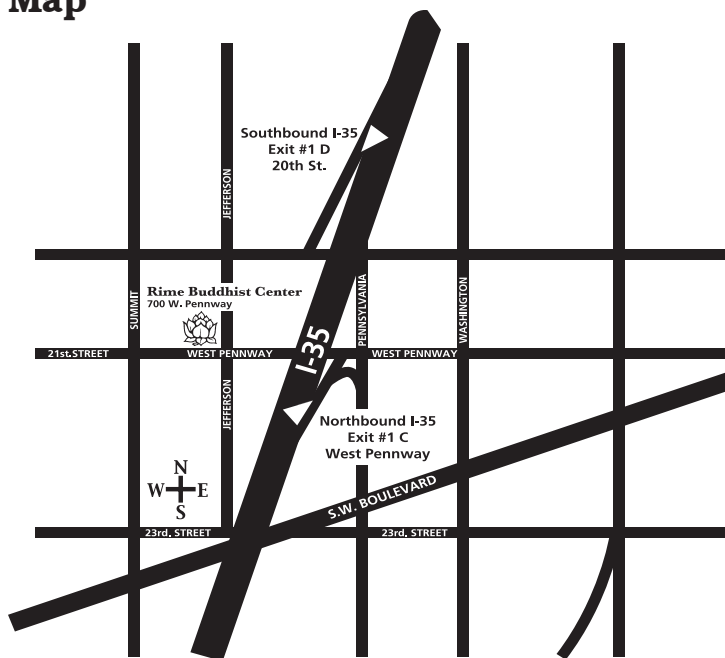 Map
Southbound I-35
Exit #1 D
20th St.
JEFFERSON
Rime Buddhist Center
700 W. Pennway
SUMMIT
PENNSYLVANIA
WASHINGTON
I-35
21st.STREET
WEST PENNWAY
WEST PENNWAY
JEFFERSON
Northbound I-35
Exit #1 C
West Pennway
N
W E
S
S.W. BOULEVARD
23rd. STREET
23rd. STREET